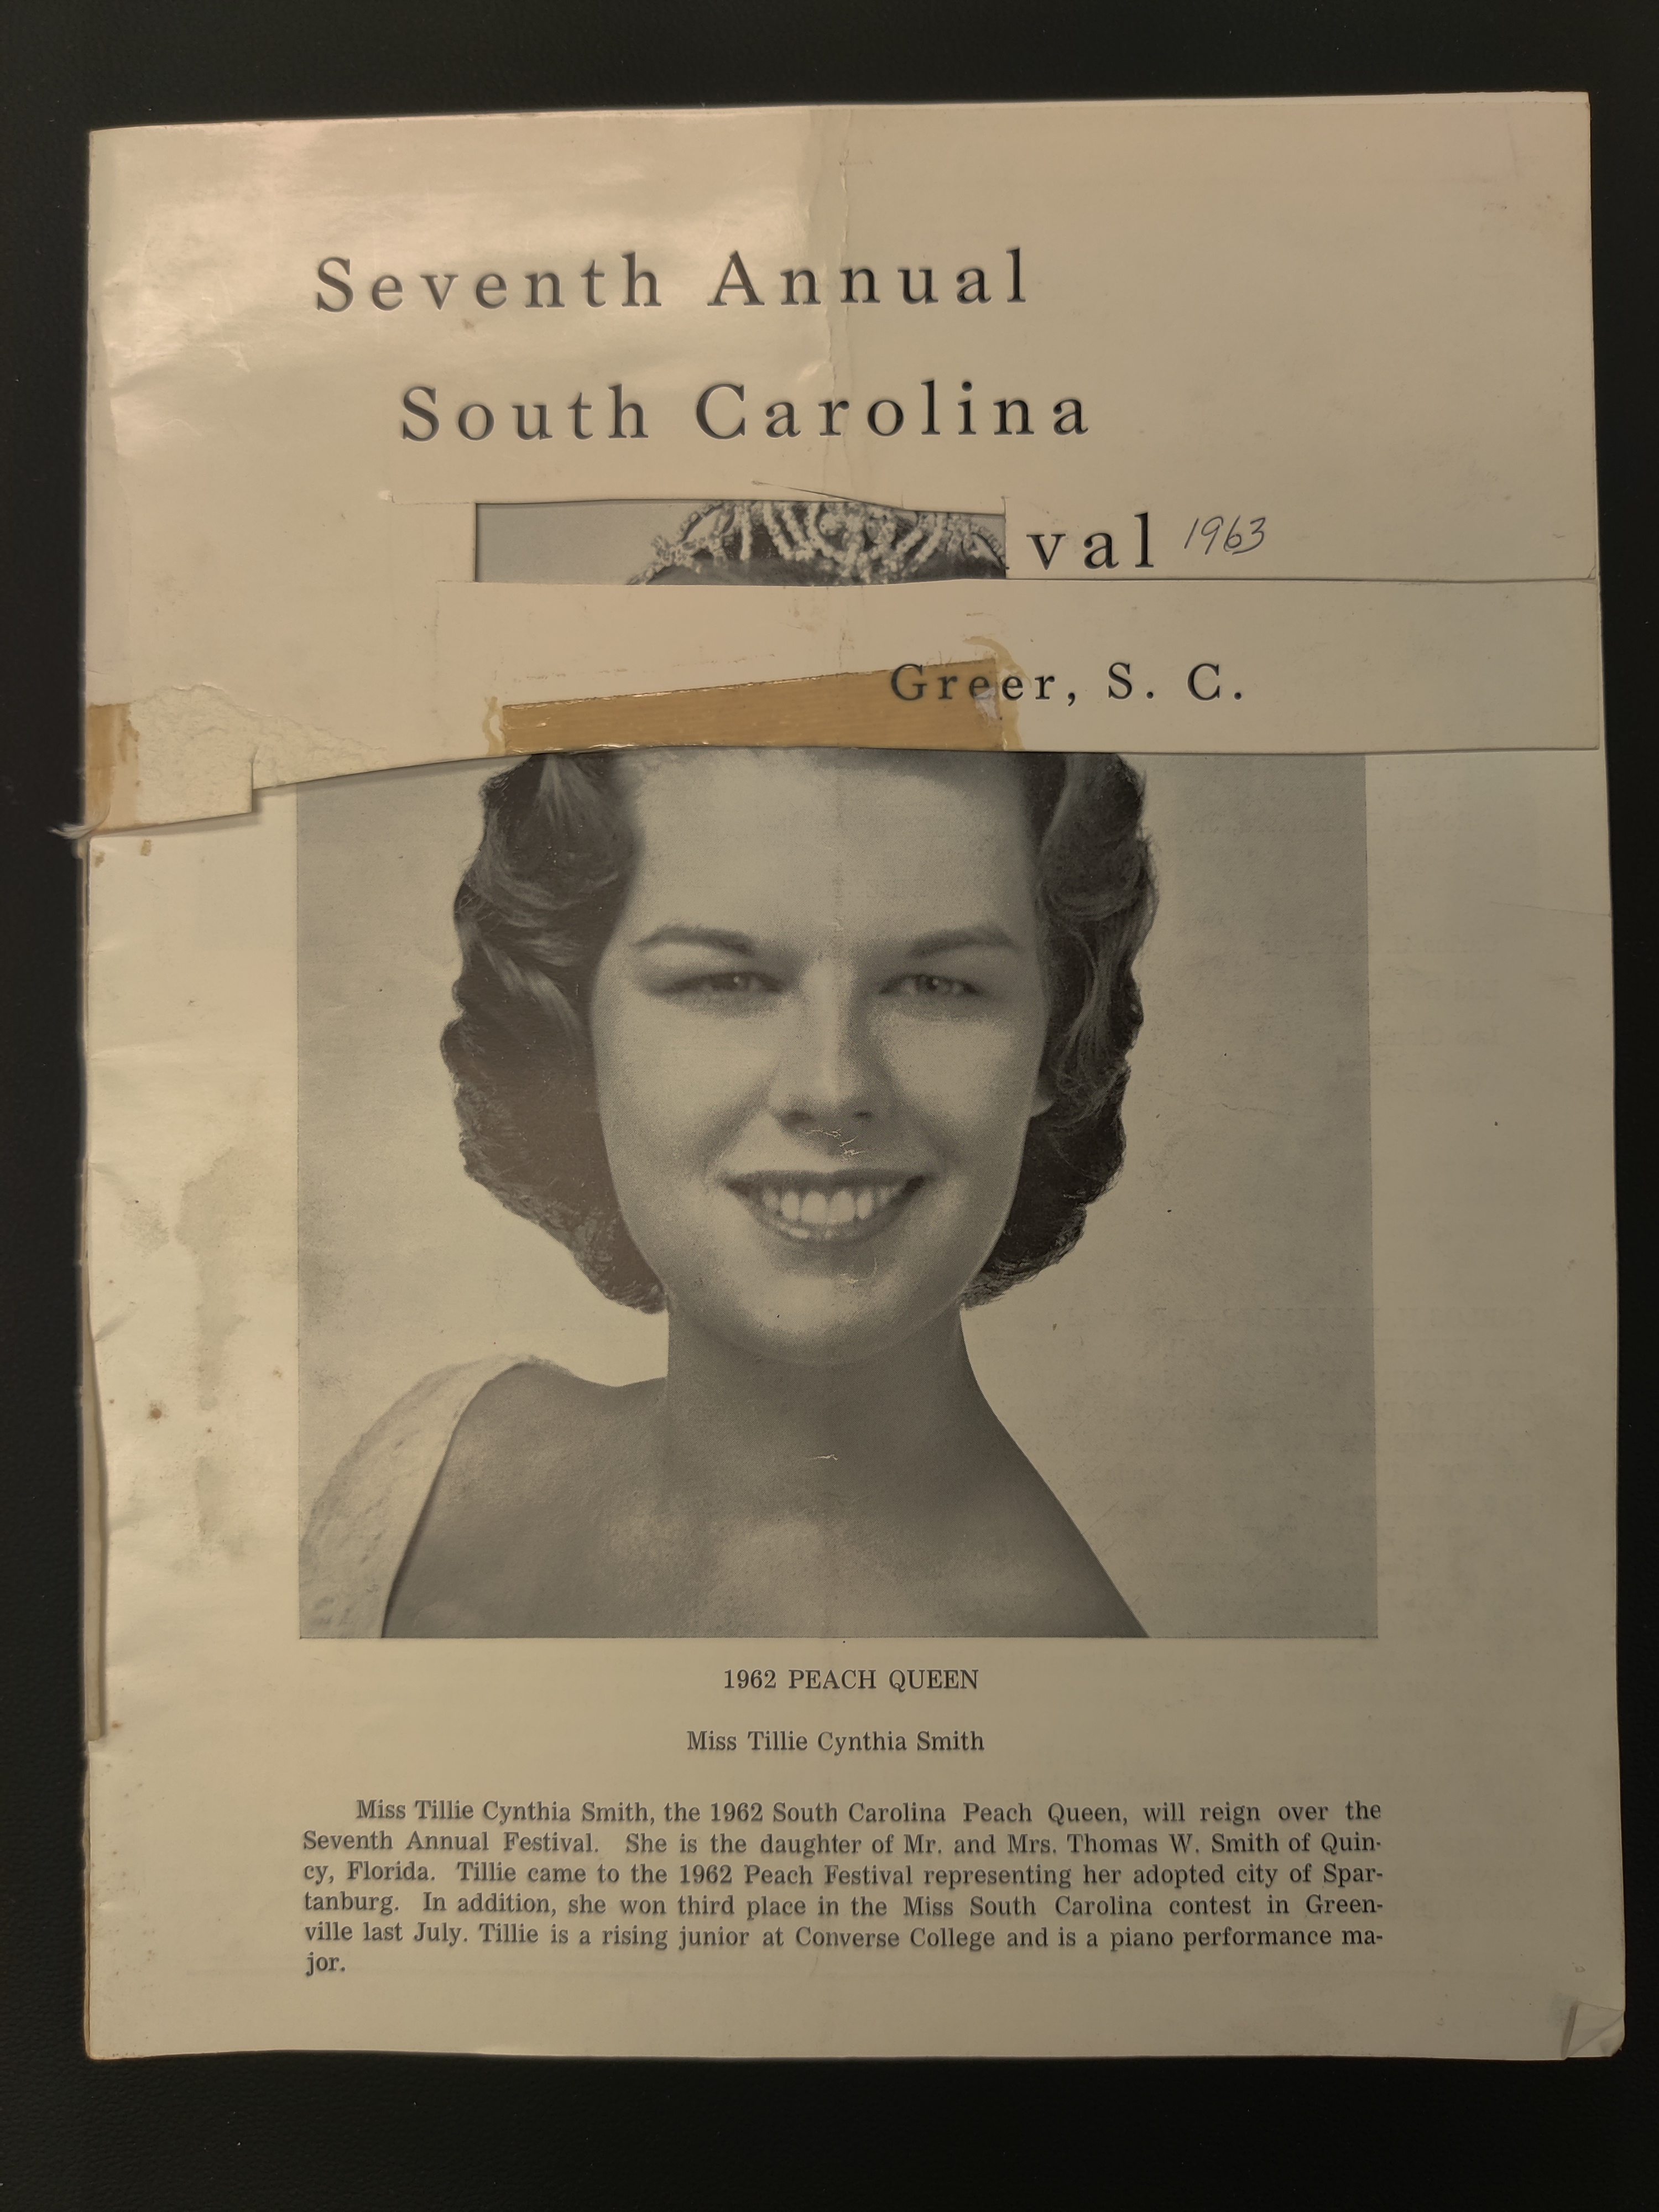 Seventh Annual
South Carolina
val 1963
Greer, S. C.
1962 PEACH QUEEN
Miss Tillie Cynthia Smith
Miss Tillie Cynthia Smith, the 1962 South Carolina Peach Queen, will reign over the
Seventh Annual Festival. She is the daughter of Mr. and Mrs. Thomas W. Smith of Quin-
cy, Florida. Tillie came to the 1962 Peach Festival representing her adopted city of Spar-
tanburg. In addition, she won third place in the Miss South Carolina contest in Green-
ville last July. Tillie is a rising junior at Converse College and is a piano performance ma-
jor.